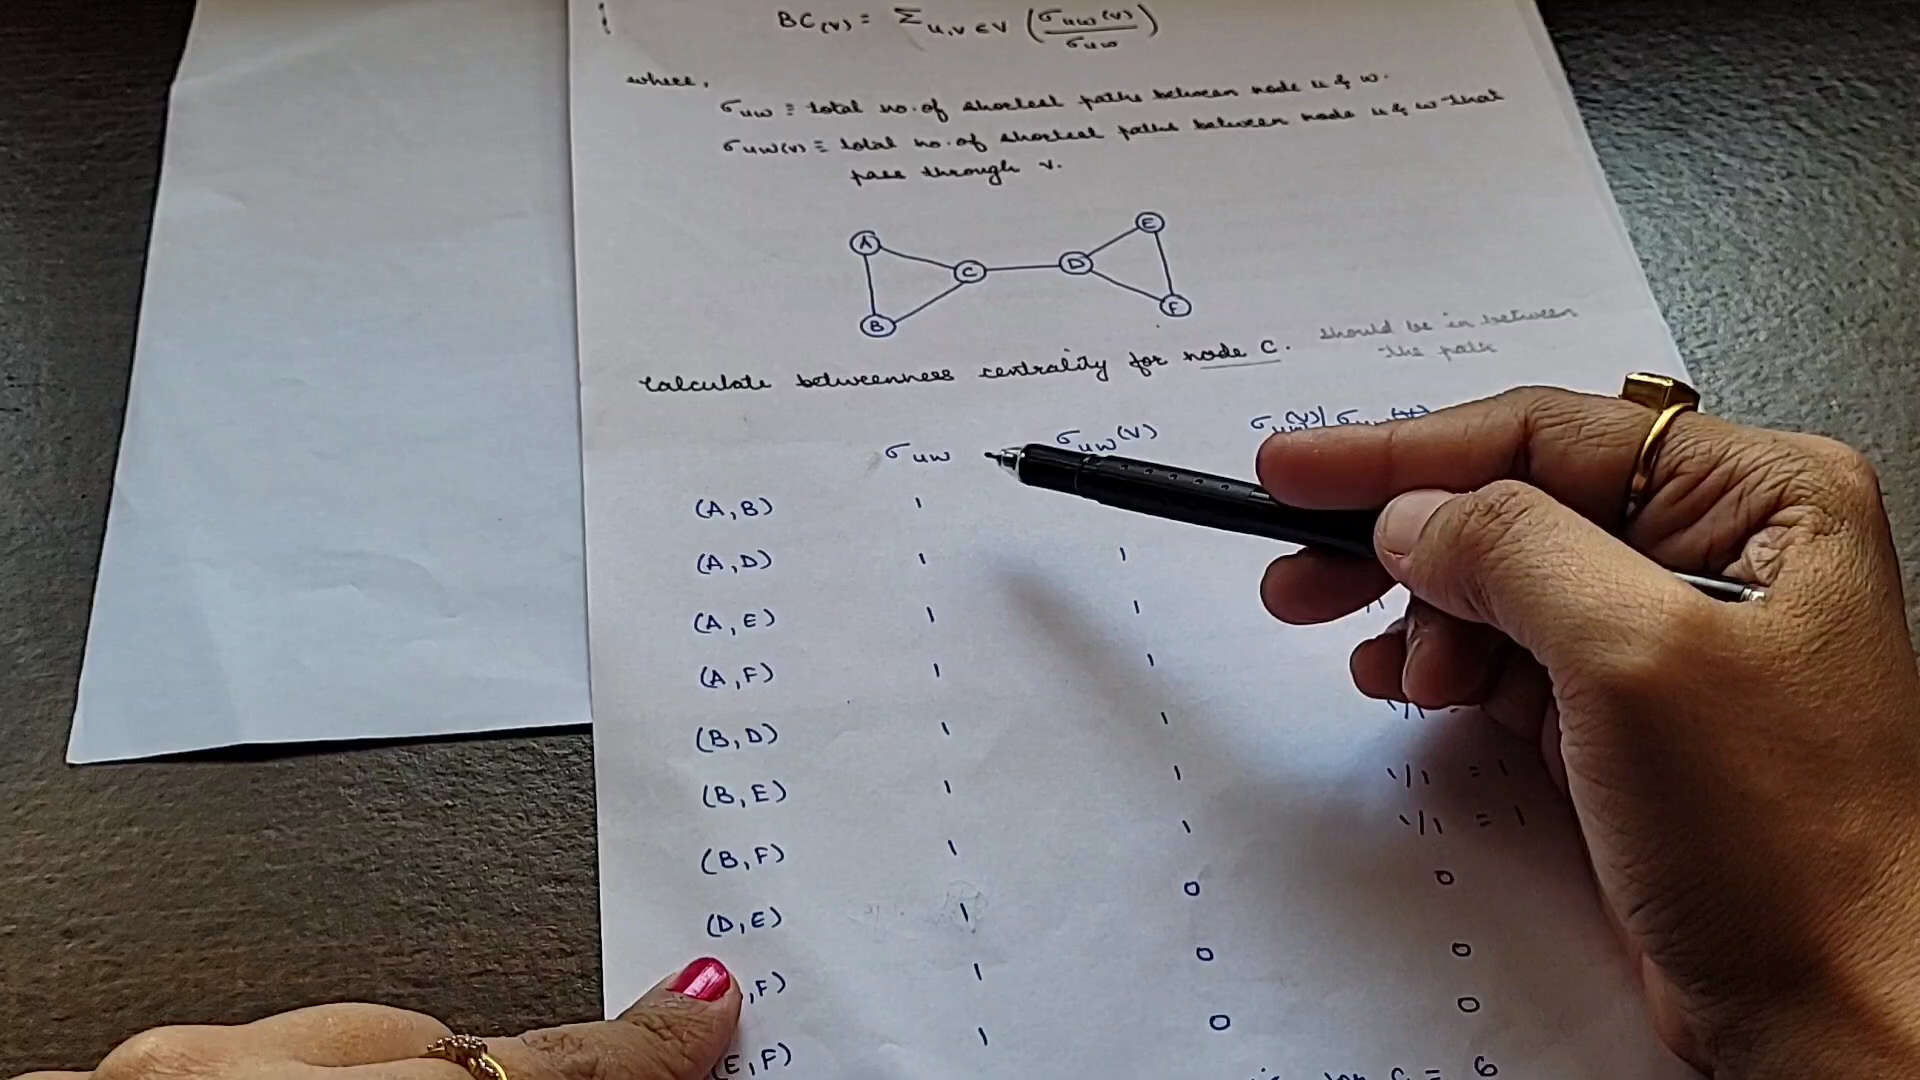 BC(v) = Σ u,v ∈ V (σuw(v) / σuw)
where,
σuw ≡ total no. of shortest paths between node u & w.
σuw(v) ≡ total no. of shortest paths between node u & w that
pass through v.
A
B
C
D
E
F
Calculate betweenness centrality for node C. should be in between
the path
σuw σuw(v) σuw(v)/σuw
(A,B) 1
(A,D) 1 1
(A,E) 1 1
(A,F) 1 1
(B,D) 1 1
(B,E) 1 1 1/1 = 1
(B,F) 1 1 1/1 = 1
(D,E) 1 0 0
,F) 1 0 0
(E,F) 1 0 0
for C = 6